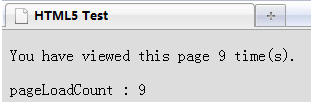 HTML5 Test
You have viewed this page 9 time(s).
pageLoadCount : 9